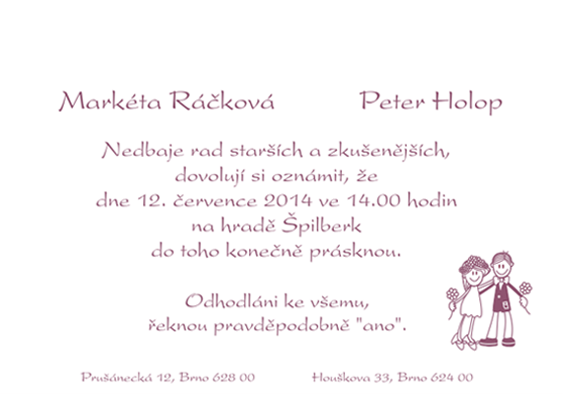 Markéta Ráčková Peter Holop
Nedbaje rad starších a zkušenějších,
dovolují si oznámit, že
dne 12. července 2014 ve 14.00 hodin
na hradě Špilberk
do toho konečně prásknou.
Odhodláni ke všemu,
řeknou pravděpodobně "ano".
Prušánecká 12, Brno 628 00 Houškova 33, Brno 624 00